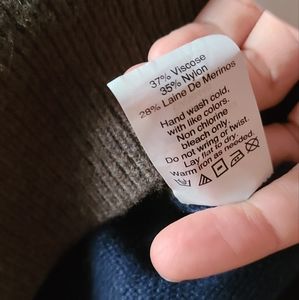 37% Viscose
35% Nylon
28% Laine De Merinos
Hand wash cold,
with like colors.
Non chlorine
bleach only.
Do not wring or twist.
Lay flat to dry.
Warm iron as needed.